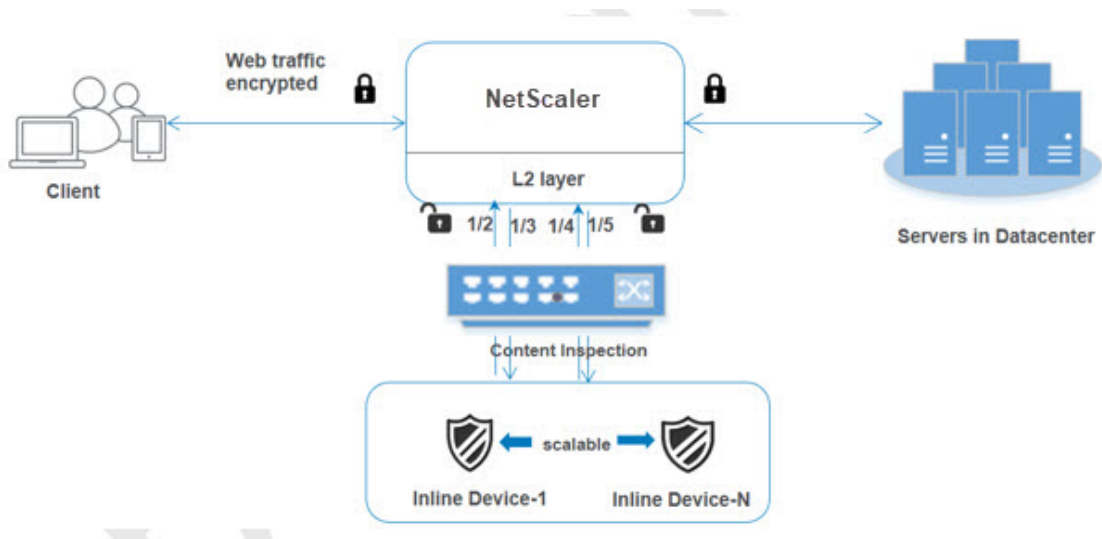 Web traffic
encrypted
NetScaler
L2 layer
Client
1/2 1/3 1/4 1/5
Servers in Datacenter
Content Inspection
scalable
Inline Device-1
Inline Device-N